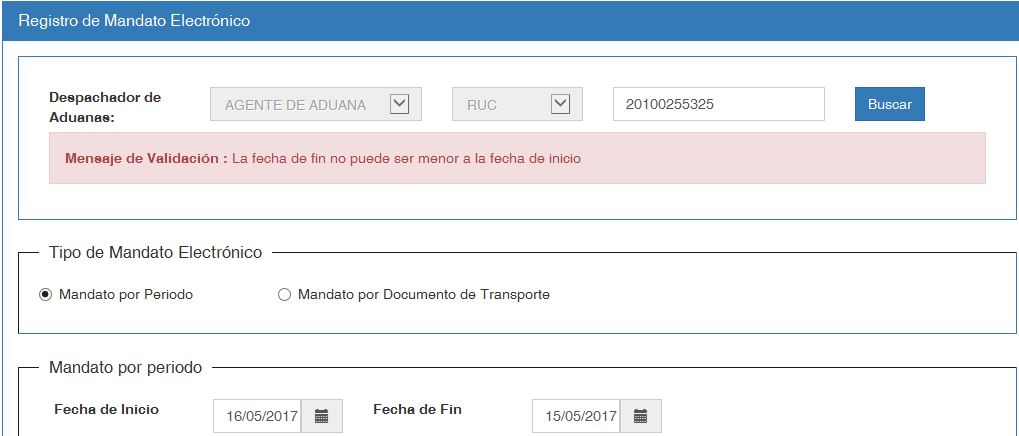 Registro de Mandato Electrónico
Despachador de Aduanas: AGENTE DE ADUANA RUC 20100255325 Buscar
Mensaje de Validación : La fecha de fin no puede ser menor a la fecha de inicio
Tipo de Mandato Electrónico
Mandato por Periodo Mandato por Documento de Transporte
Mandato por periodo
Fecha de Inicio 16/05/2017 Fecha de Fin 15/05/2017